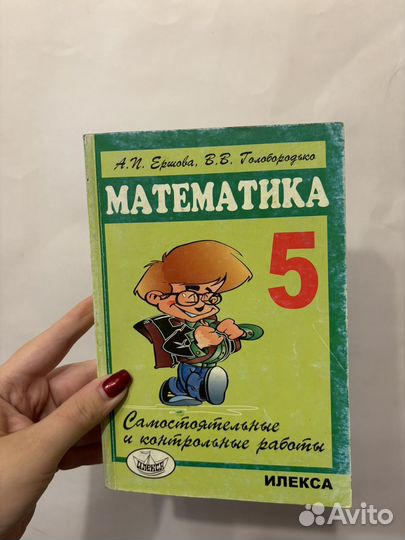 А.П. Ершова, В.В. Голобородько
МАТЕМАТИКА
5
Самостоятельные
и контрольные работы
ИЛЕКСА
ИЛЕКСА
Avito